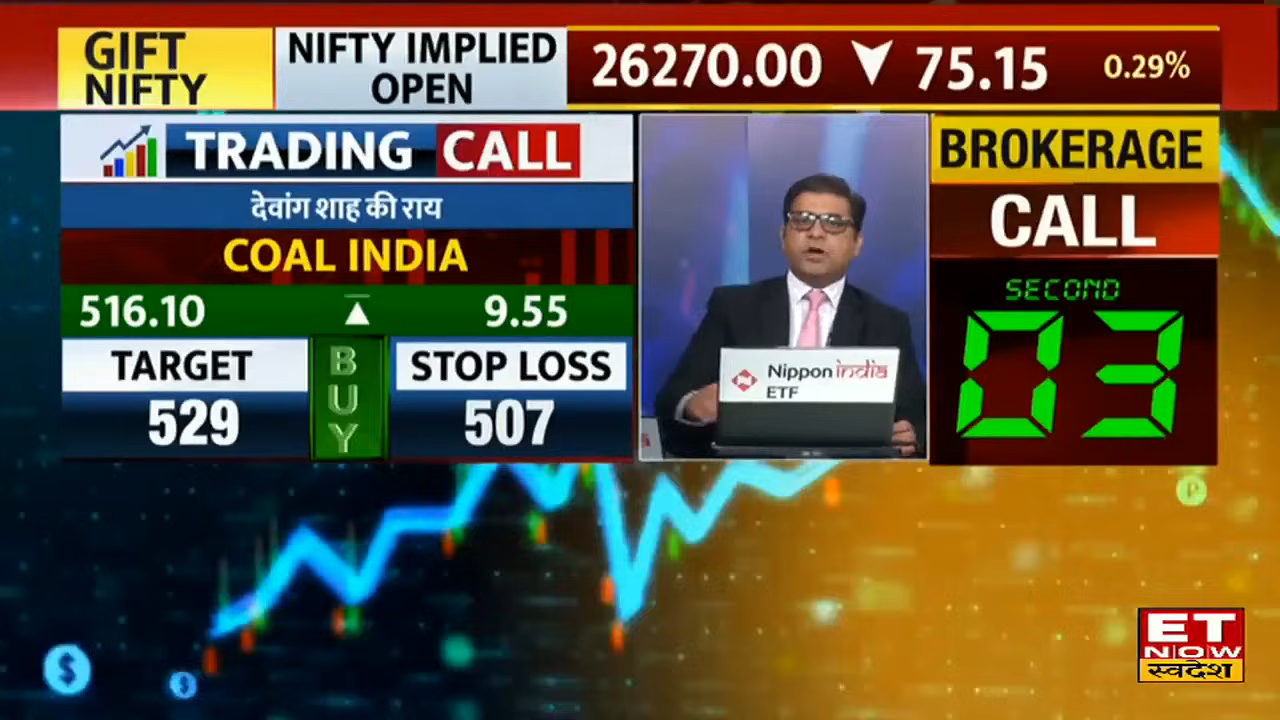 GIFT
NIFTY
NIFTY IMPLIED
OPEN
26270.00 ▼ 75.15 0.29%
TRADING CALL
देवांग शाह की राय
COAL INDIA
516.10 ▲ 9.55
TARGET
529
BUY
STOP LOSS
507
Nippon india
ETF
BROKERAGE
CALL
SECOND
03
ET
NOW
स्वदेश